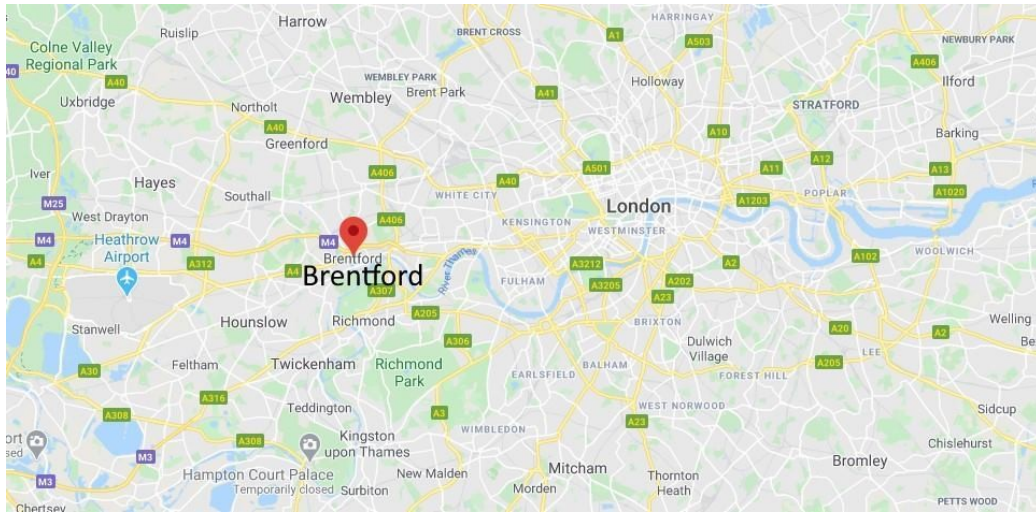 HARRINGAY
Harrow
Ruislip
A1
A503
NEWBURY PARK
BRENT CROSS
Colne Valley
Regional Park
A406
40
A40
WEMBLEY PARK
Holloway
Ilford
Uxbridge
Wembley
Brent Park
A41
STRATFORD
Northolt
A40
A10
Barking
Greenford
A12
Iver
A406
A501
A11
A13
Hayes
A40
M25
Southall
WHITE CITY
A1203
POPLAR
A1020
West Drayton
A406
KENSINGTON
London
M4
M4
M4
WESTMINSTER
WOOLWICH
Heathrow
Airport
A4
A312
A4
Brentford
Brentford
River Thames
A3212
A2
A102
FULHAM
A3205
A202
A307
A23
Stanwell
Hounslow
Richmond
A205
BRIXTON
Welling
A306
A20
A2
Be
Feltham
Twickenham
Richmond
Park
Dulwich
Village
LEE
A30
EARLSFIELD
BALHAM
FOREST HILL
A205
A316
Teddington
WEST NORWOOD
Sidcup
A308
A3
A23
A308
Kingston
upon Thames
WIMBLEDON
Chislehurst
ort
sed
M3
Hampton Court Palace
Temporarily closed
New Malden
Mitcham
Thornton
Heath
Bromley
M3
Surbiton
Morden
PETTS WOOD
Chertsey